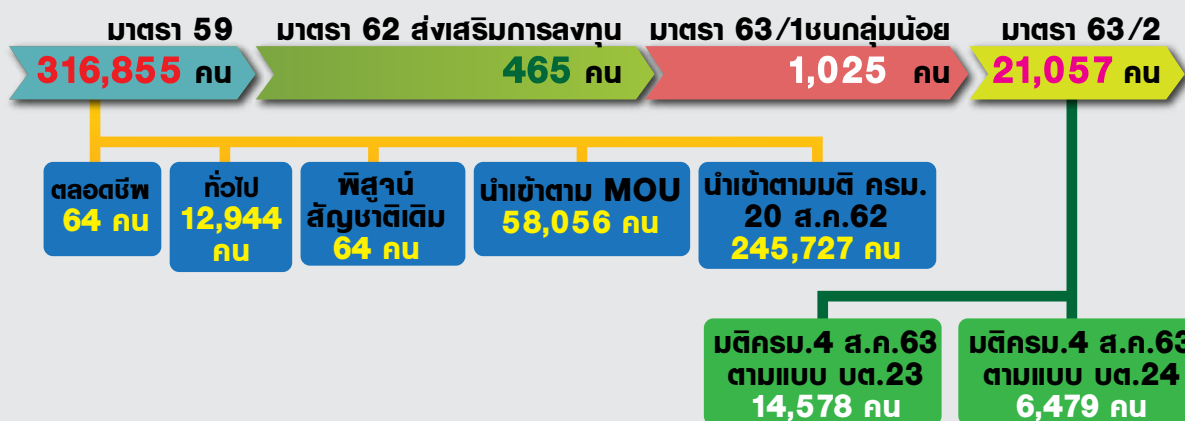 มาตรา 59
316,855 คน
มาตรา 62 ส่งเสริมการลงทุน
465 คน
มาตรา 63/1ชนกลุ่มน้อย
1,025 คน
มาตรา 63/2
21,057 คน
ตลอดชีพ
64 คน
ทั่วไป
12,944
คน
พิสูจน์
สัญชาติเดิม
64 คน
นำเข้าตาม MOU
58,056 คน
นำเข้าตามมติ ครม.
20 ส.ค.62
245,727 คน
มติครม.4 ส.ค.63
ตามแบบ บต.23
14,578 คน
มติครม.4 ส.ค.63
ตามแบบ บต.24
6,479 คน